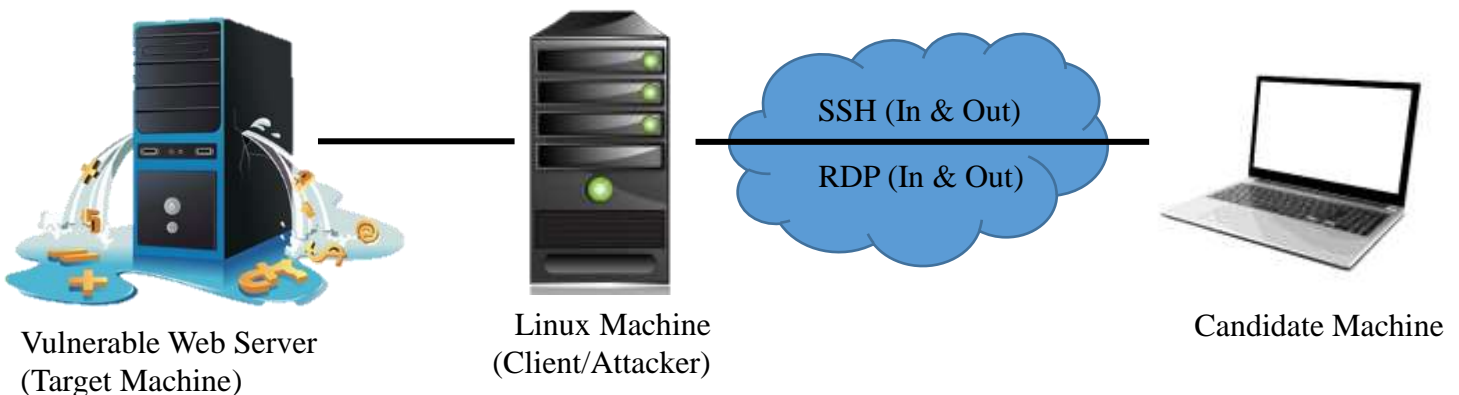 SSH (In & Out)
RDP (In & Out)
Vulnerable Web Server
(Target Machine)
Linux Machine
(Client/Attacker)
Candidate Machine